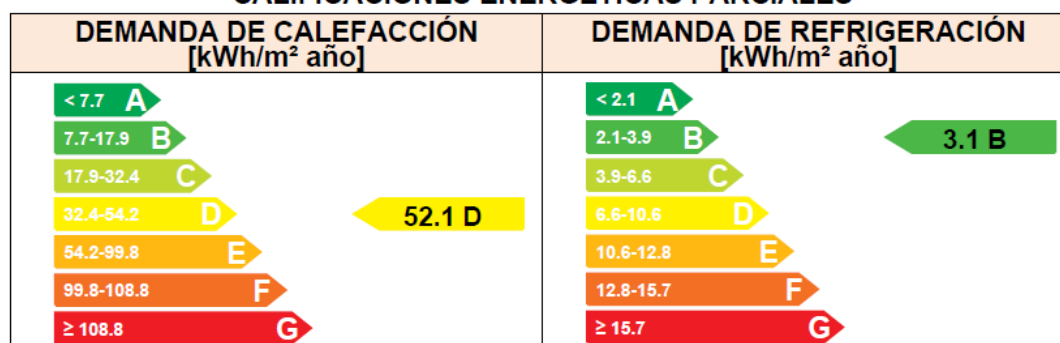 CALIFICACIONES ENERGÉTICAS PARCIALES
DEMANDA DE CALEFACCIÓN
[kWh/m² año]
< 7.7 A
7.7-17.9 B
17.9-32.4 C
32.4-54.2 D
52.1 D
54.2-99.8 E
99.8-108.8 F
≥ 108.8 G
DEMANDA DE REFRIGERACIÓN
[kWh/m² año]
< 2.1 A
2.1-3.9 B
3.1 B
3.9-6.6 C
6.6-10.6 D
10.6-12.8 E
12.8-15.7 F
≥ 15.7 G